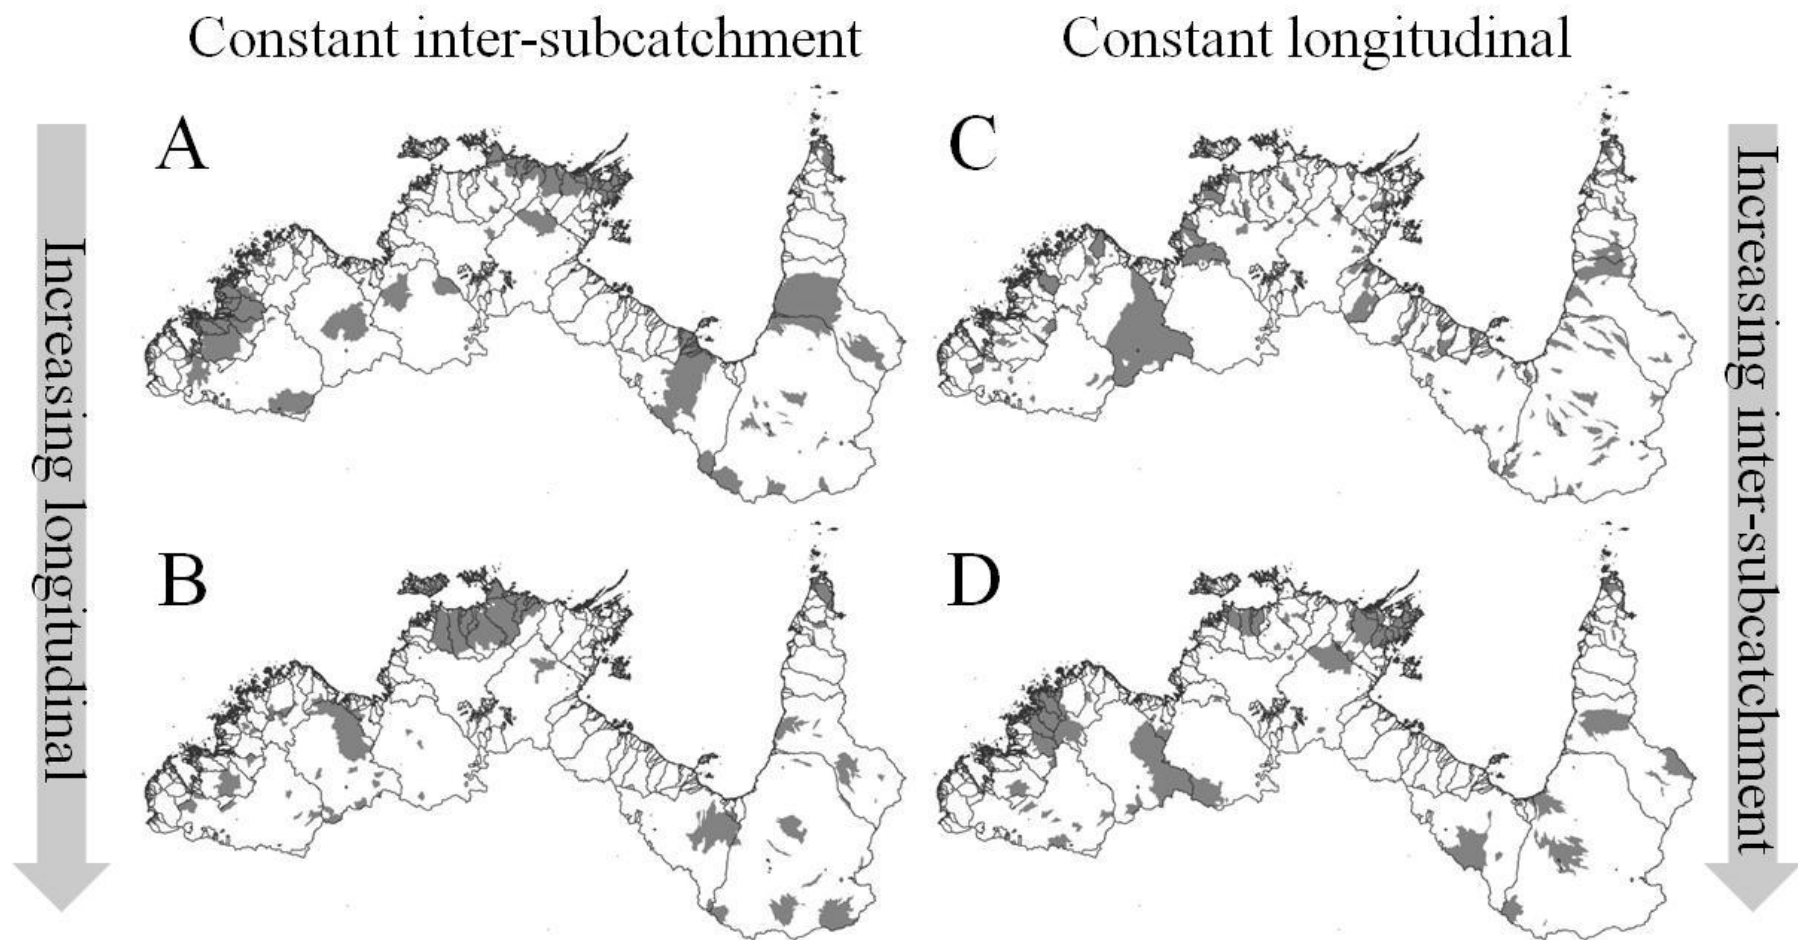 Constant inter-subcatchment
Constant longitudinal
A
C
Increasing longitudinal
Increasing inter-subcatchment
B
D